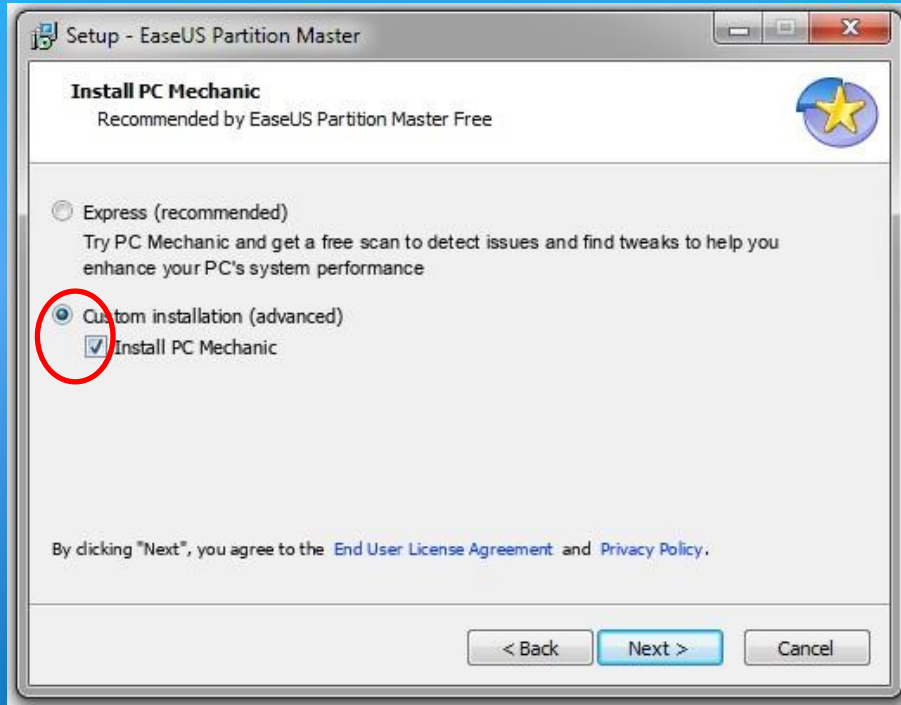 Setup - EaseUS Partition Master
Install PC Mechanic
Recommended by EaseUS Partition Master Free
Express (recommended)
Try PC Mechanic and get a free scan to detect issues and find tweaks to help you
enhance your PC's system performance
Custom installation (advanced)
Install PC Mechanic
By clicking "Next", you agree to the End User License Agreement and Privacy Policy.
< Back Next > Cancel